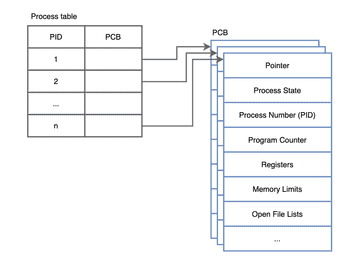 Process table
PID PCB
1
2
...
n
PCB
Pointer
Process State
Process Number (PID)
Program Counter
Registers
Memory Limits
Open File Lists
...